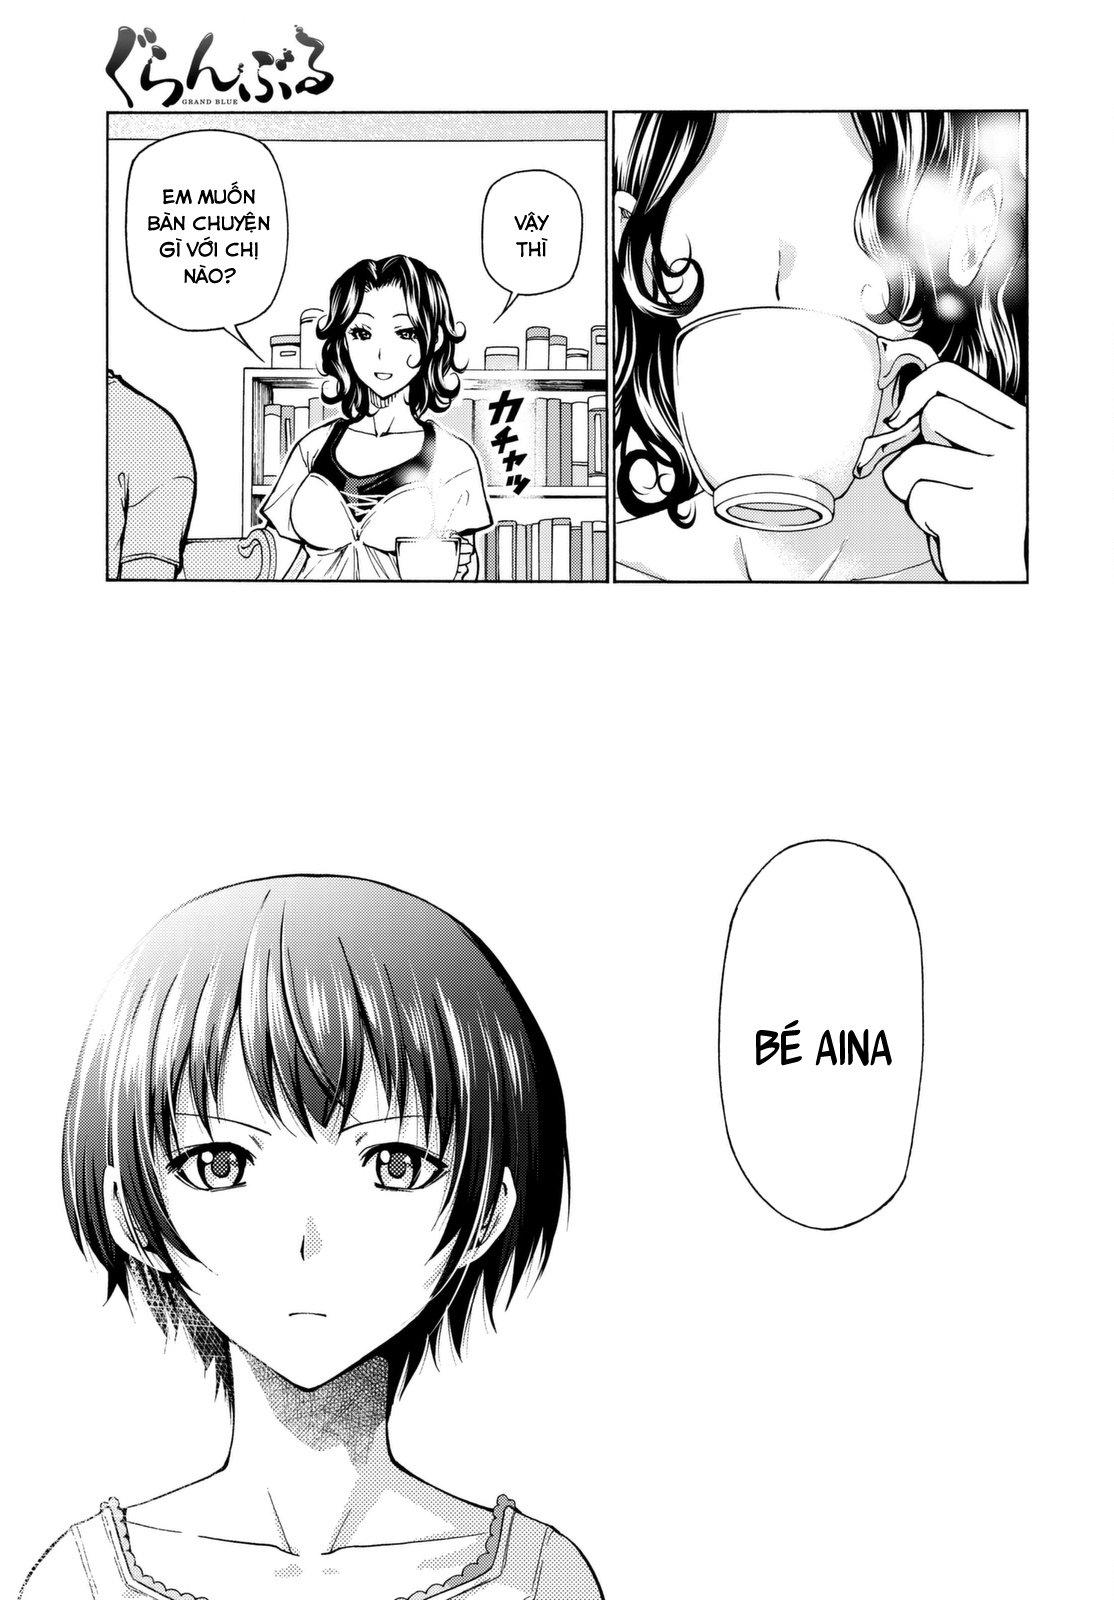 ぐらんぶる
GRAND BLUE
VẬY
THÌ
EM MUỐN
BÀN CHUYỆN
GÌ VỚI CHỊ
NÀO?
カチャッ
BÉ AINA